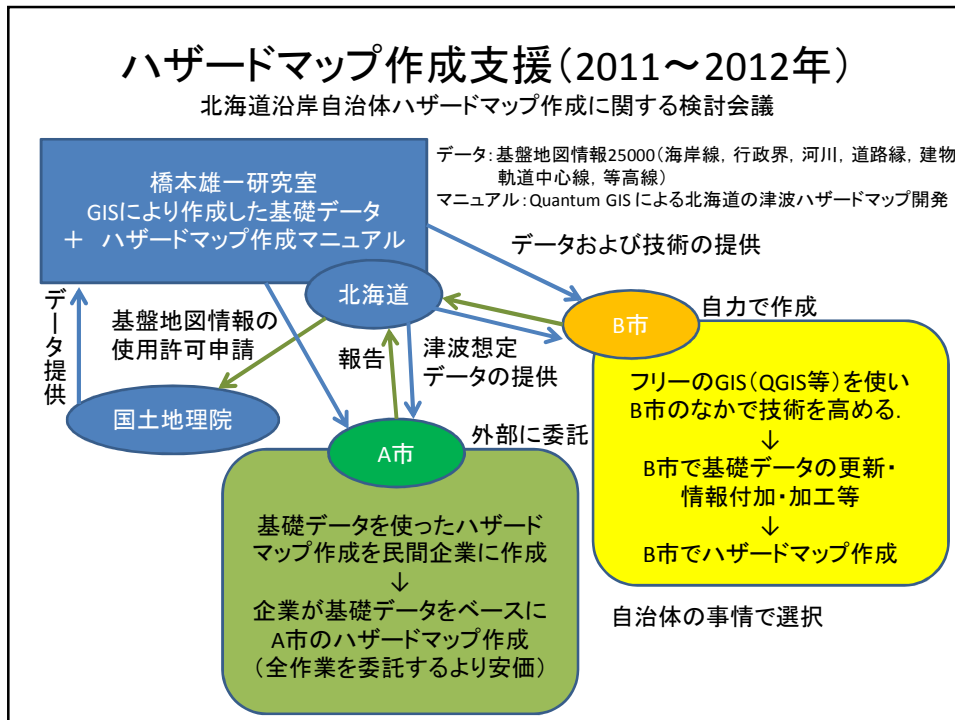 ハザードマップ作成支援（2011～2012年）
北海道沿岸自治体ハザードマップ作成に関する検討会議
データ：基盤地図情報25000（海岸線，行政界，河川，道路縁，建物
軌道中心線，等高線）
マニュアル：Quantum GIS による北海道の津波ハザードマップ開発
橋本雄一研究室
GISにより作成した基礎データ
＋　ハザードマップ作成マニュアル
データおよび技術の提供
北海道
B市
自力で作成
データ提供
基盤地図情報の
使用許可申請
報告
津波想定
データの提供
国土地理院
A市
外部に委託
フリーのGIS（QGIS等）を使い
B市のなかで技術を高める．
↓
B市で基礎データの更新・
情報付加・加工等
↓
B市でハザードマップ作成
基礎データを使ったハザード
マップ作成を民間企業に作成
↓
企業が基礎データをベースに
A市のハザードマップ作成
（全作業を委託するより安価）
自治体の事情で選択